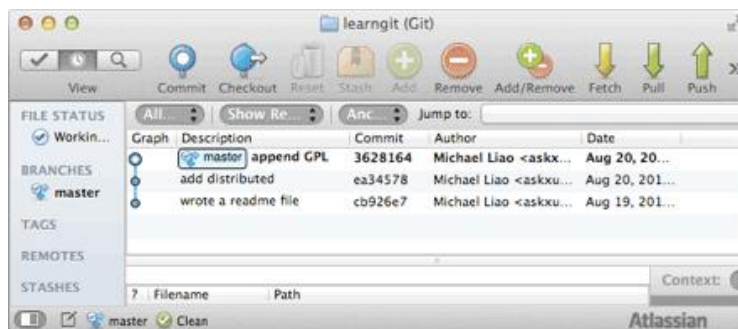 learngit (Git)
View Commit Checkout Reset Stash Add Remove Add/Remove Fetch Pull Push
FILE STATUS
Workin...
BRANCHES
master
TAGS
REMOTES
STASHES
All... Show Re... Anc... Jump to:
Graph Description Commit Author Date
master append GPL 3628164 Michael Liao <askx... Aug 20, 20...
add distributed ea34578 Michael Liao <askxu... Aug 20, 201...
wrote a readme file cb926e7 Michael Liao <askxu... Aug 19, 201...
Context:
? Filename Path
master Clean Atlassian